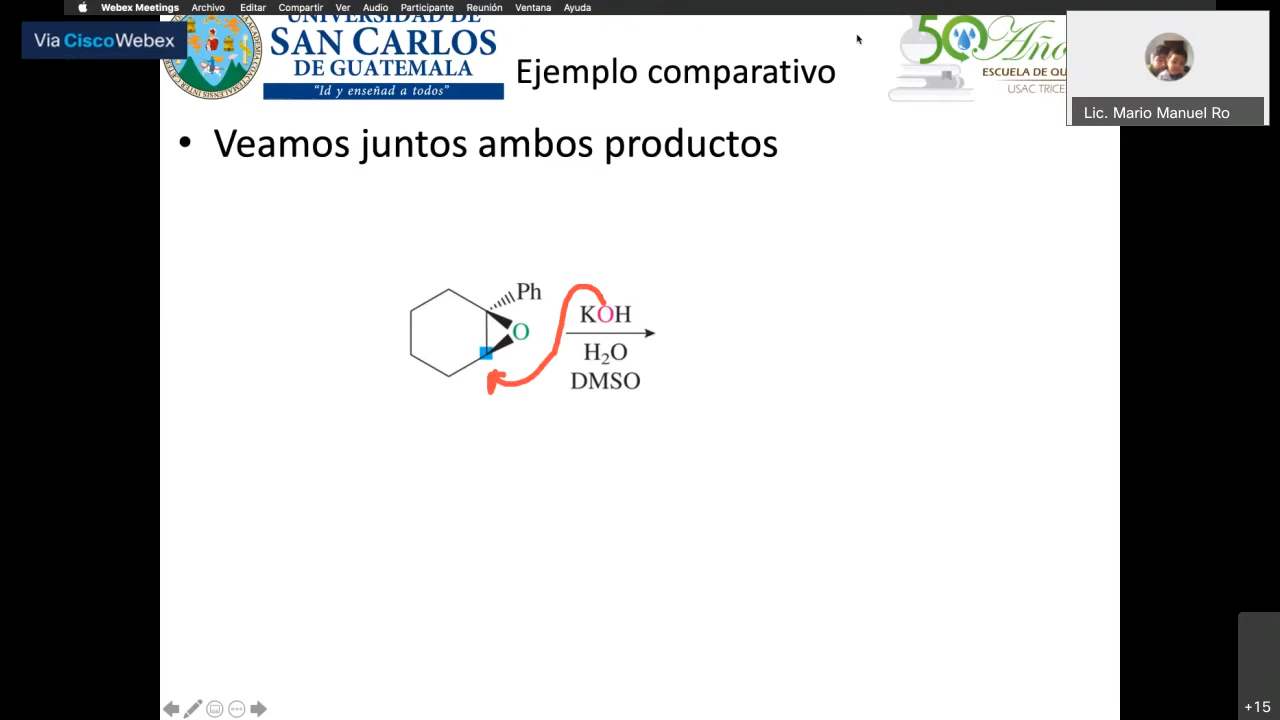 Webex Meetings Archivo Editar Compartir Ver Audio Participante Reunión Ventana Ayuda
Via Cisco Webex
UNIVERSIDAD DE
SAN CARLOS
DE GUATEMALA
"Id y enseñad a todos"
Ejemplo comparativo
50 Año
ESCUELA DE QU
USAC TRICE
Lic. Mario Manuel Ro
• Veamos juntos ambos productos
Ph
O
KOH
H₂O
DMSO
+15